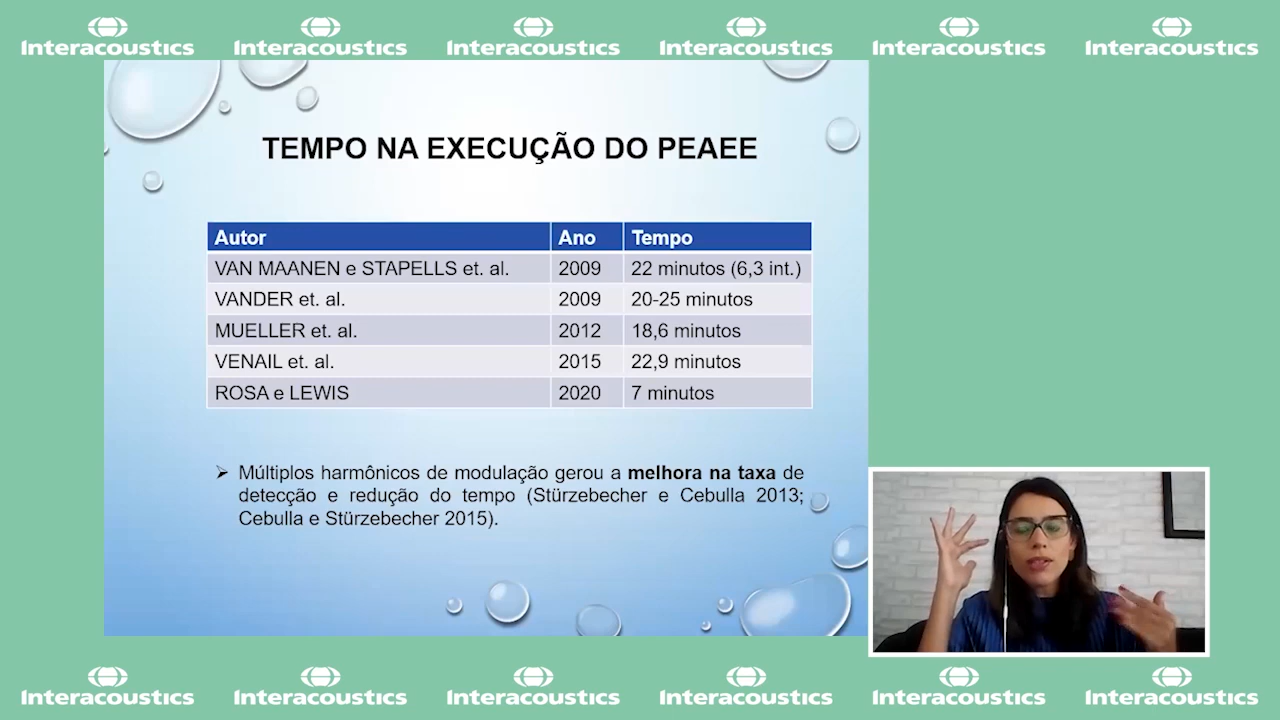 Interacoustics Interacoustics Interacoustics Interacoustics Interacoustics Interacoustics
TEMPO NA EXECUÇÃO DO PEAEE
Autor Ano Tempo
VAN MAANEN e STAPELLS et. al. 2009 22 minutos (6,3 int.)
VANDER et. al. 2009 20-25 minutos
MUELLER et. al. 2012 18,6 minutos
VENAIL et. al. 2015 22,9 minutos
ROSA e LEWIS 2020 7 minutos
Múltiplos harmônicos de modulação gerou a melhora na taxa de
detecção e redução do tempo (Stürzebecher e Cebulla 2013;
Cebulla e Stürzebecher 2015).
Interacoustics Interacoustics Interacoustics Interacoustics Interacoustics Interacoustics